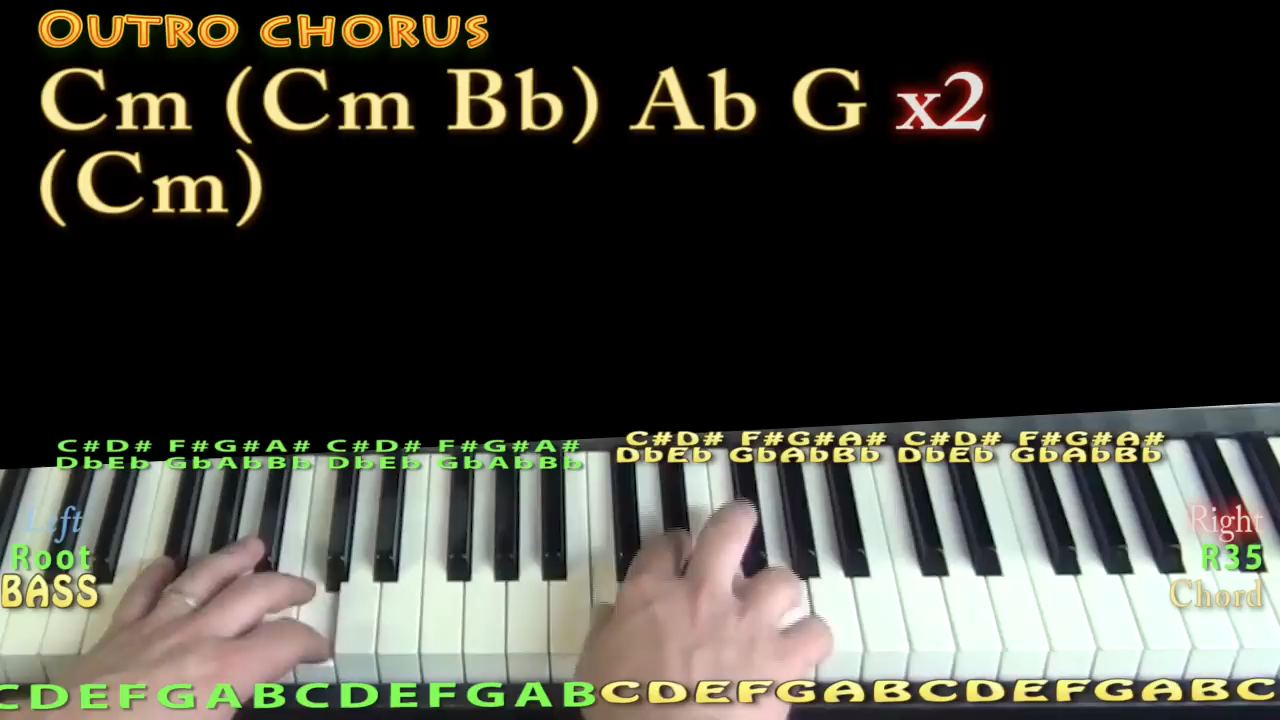 Outro chorus
Cm (Cm Bb) Ab G x2
(Cm)
C#D# F#G#A# C#D# F#G#A# C#D# F#G#A# C#D# F#G#A#
DbEb GbAbBb DbEb GbAbBb DbEb GbAbBb DbEb GbAbBb
Left
Root
BASS
Right
R35
Chord
CDEFGABCDEFGABCDEFGABCDEFGABC